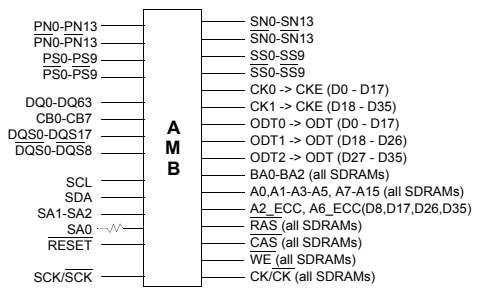 PN0-PN13
PN0-PN13
PS0-PS9
PS0-PS9
DQ0-DQ63
CB0-CB7
DQS0-DQS17
DQS0-DQS8
SCL
SDA
SA1-SA2
SA0
RESET
SCK/SCK
A
M
B
SN0-SN13
SN0-SN13
SS0-SS9
SS0-SS9
CK0 -> CKE (D0 - D17)
CK1 -> CKE (D18 - D35)
ODT0 -> ODT (D0 - D17)
ODT1 -> ODT (D18 - D26)
ODT2 -> ODT (D27 - D35)
BA0-BA2 (all SDRAMs)
A0,A1-A3-A5, A7-A15 (all SDRAMs)
A2_ECC, A6_ECC(D8,D17,D26,D35)
RAS (all SDRAMs)
CAS (all SDRAMs)
WE (all SDRAMs)
CK/CK (all SDRAMs)